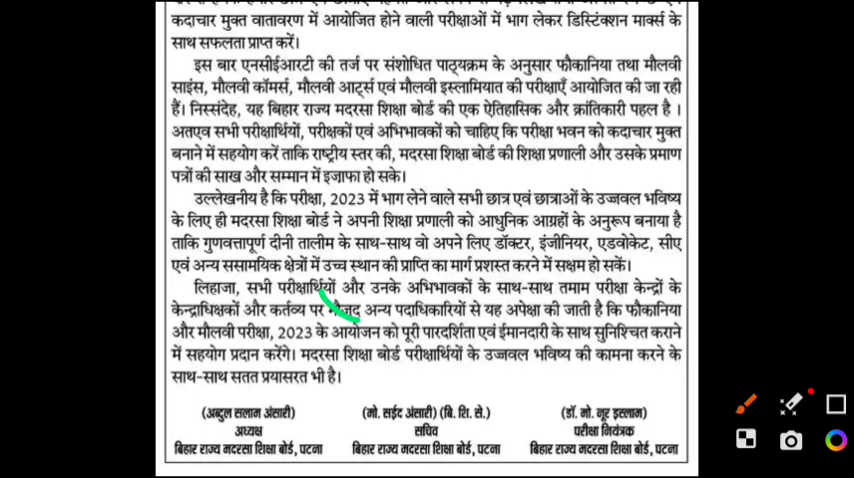 कदाचार मुक्त वातावरण में आयोजित होने वाली परीक्षाओं में भाग लेकर डिस्टिंक्शन मार्क्स के
साथ सफलता प्राप्त करें।
इस बार एनसीईआरटी की तर्ज पर संशोधित पाठ्यक्रम के अनुसार फौकानिया तथा मौलवी
साइंस, मौलवी कॉमर्स, मौलवी आर्ट्स एवं मौलवी इस्लामियात की परीक्षाएँ आयोजित की जा रही
हैं। निस्संदेह, यह बिहार राज्य मदरसा शिक्षा बोर्ड की एक ऐतिहासिक और क्रांतिकारी पहल है ।
अतएव सभी परीक्षार्थियों, परीक्षकों एवं अभिभावकों को चाहिए कि परीक्षा भवन को कदाचार मुक्त
बनाने में सहयोग करें ताकि राष्ट्रीय स्तर की, मदरसा शिक्षा बोर्ड की शिक्षा प्रणाली और उसके प्रमाण
पत्रों की साख और सम्मान में इज़ाफा हो सके।
उल्लेखनीय है कि परीक्षा, 2023 में भाग लेने वाले सभी छात्र एवं छात्राओं के उज्जवल भविष्य
के लिए ही मदरसा शिक्षा बोर्ड ने अपनी शिक्षा प्रणाली को आधुनिक आग्रहों के अनुरूप बनाया है
ताकि गुणवत्तापूर्ण दीनी तालीम के साथ-साथ वो अपने लिए डॉक्टर, इंजीनियर, एडवोकेट, सीए
एवं अन्य ससामयिक क्षेत्रों में उच्च स्थान की प्राप्ति का मार्ग प्रशस्त करने में सक्षम हो सकें।
लिहाजा, सभी परीक्षार्थियों और उनके अभिभावकों के साथ-साथ तमाम परीक्षा केन्द्रों के
केन्द्राधिक्षकों और कर्तव्य पर मौजूद अन्य पदाधिकारियों से यह अपेक्षा की जाती है कि फौकानिया
और मौलवी परीक्षा, 2023 के आयोजन को पूरी पारदर्शिता एवं ईमानदारी के साथ सुनिश्चित कराने
में सहयोग प्रदान करेंगे। मदरसा शिक्षा बोर्ड परीक्षार्थियों के उज्जवल भविष्य की कामना करने के
साथ-साथ सतत प्रयासरत भी है।
(अब्दुल सलाम अंसारी) (मो. सईद अंसारी) (बि. शि. से.) (डॉ. मो. नूर इस्लाम)
अध्यक्ष सचिव परीक्षा नियंत्रक
बिहार राज्य मदरसा शिक्षा बोर्ड, पटना बिहार राज्य मदरसा शिक्षा बोर्ड, पटना बिहार राज्य मदरसा शिक्षा बोर्ड, पटना